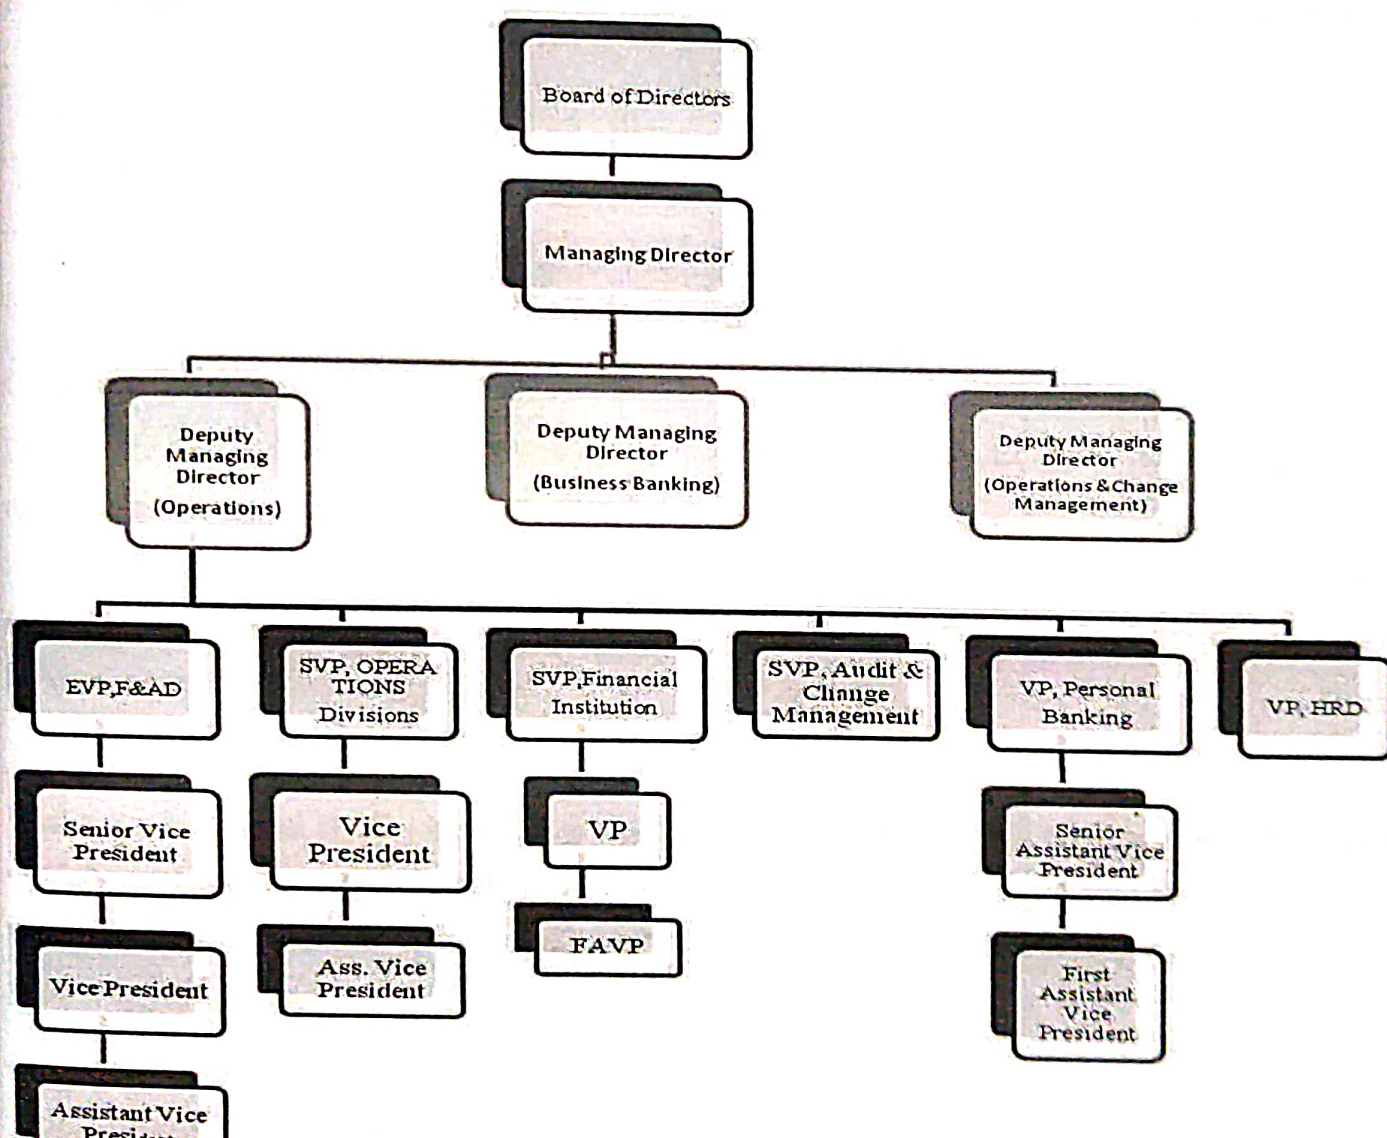 Board of Directors
Managing Director
Deputy
Managing
Director
(Operations)
Deputy Managing
Director
(Business Banking)
Deputy Managing
Director
(Operations & Change
Management)
EVP,F&AD
SVP, OPERA
TIONS
Divisions
SVP,Financial
Institution
SVP, Audit &
Change
Management
VP, Personal
Banking
VP, HRD
Senior Vice
President
Vice
President
VP
Senior
Assistant Vice
President
Vice President
Ass. Vice
President
FAVP
First
Assistant
Vice
President
Assistant Vice
President